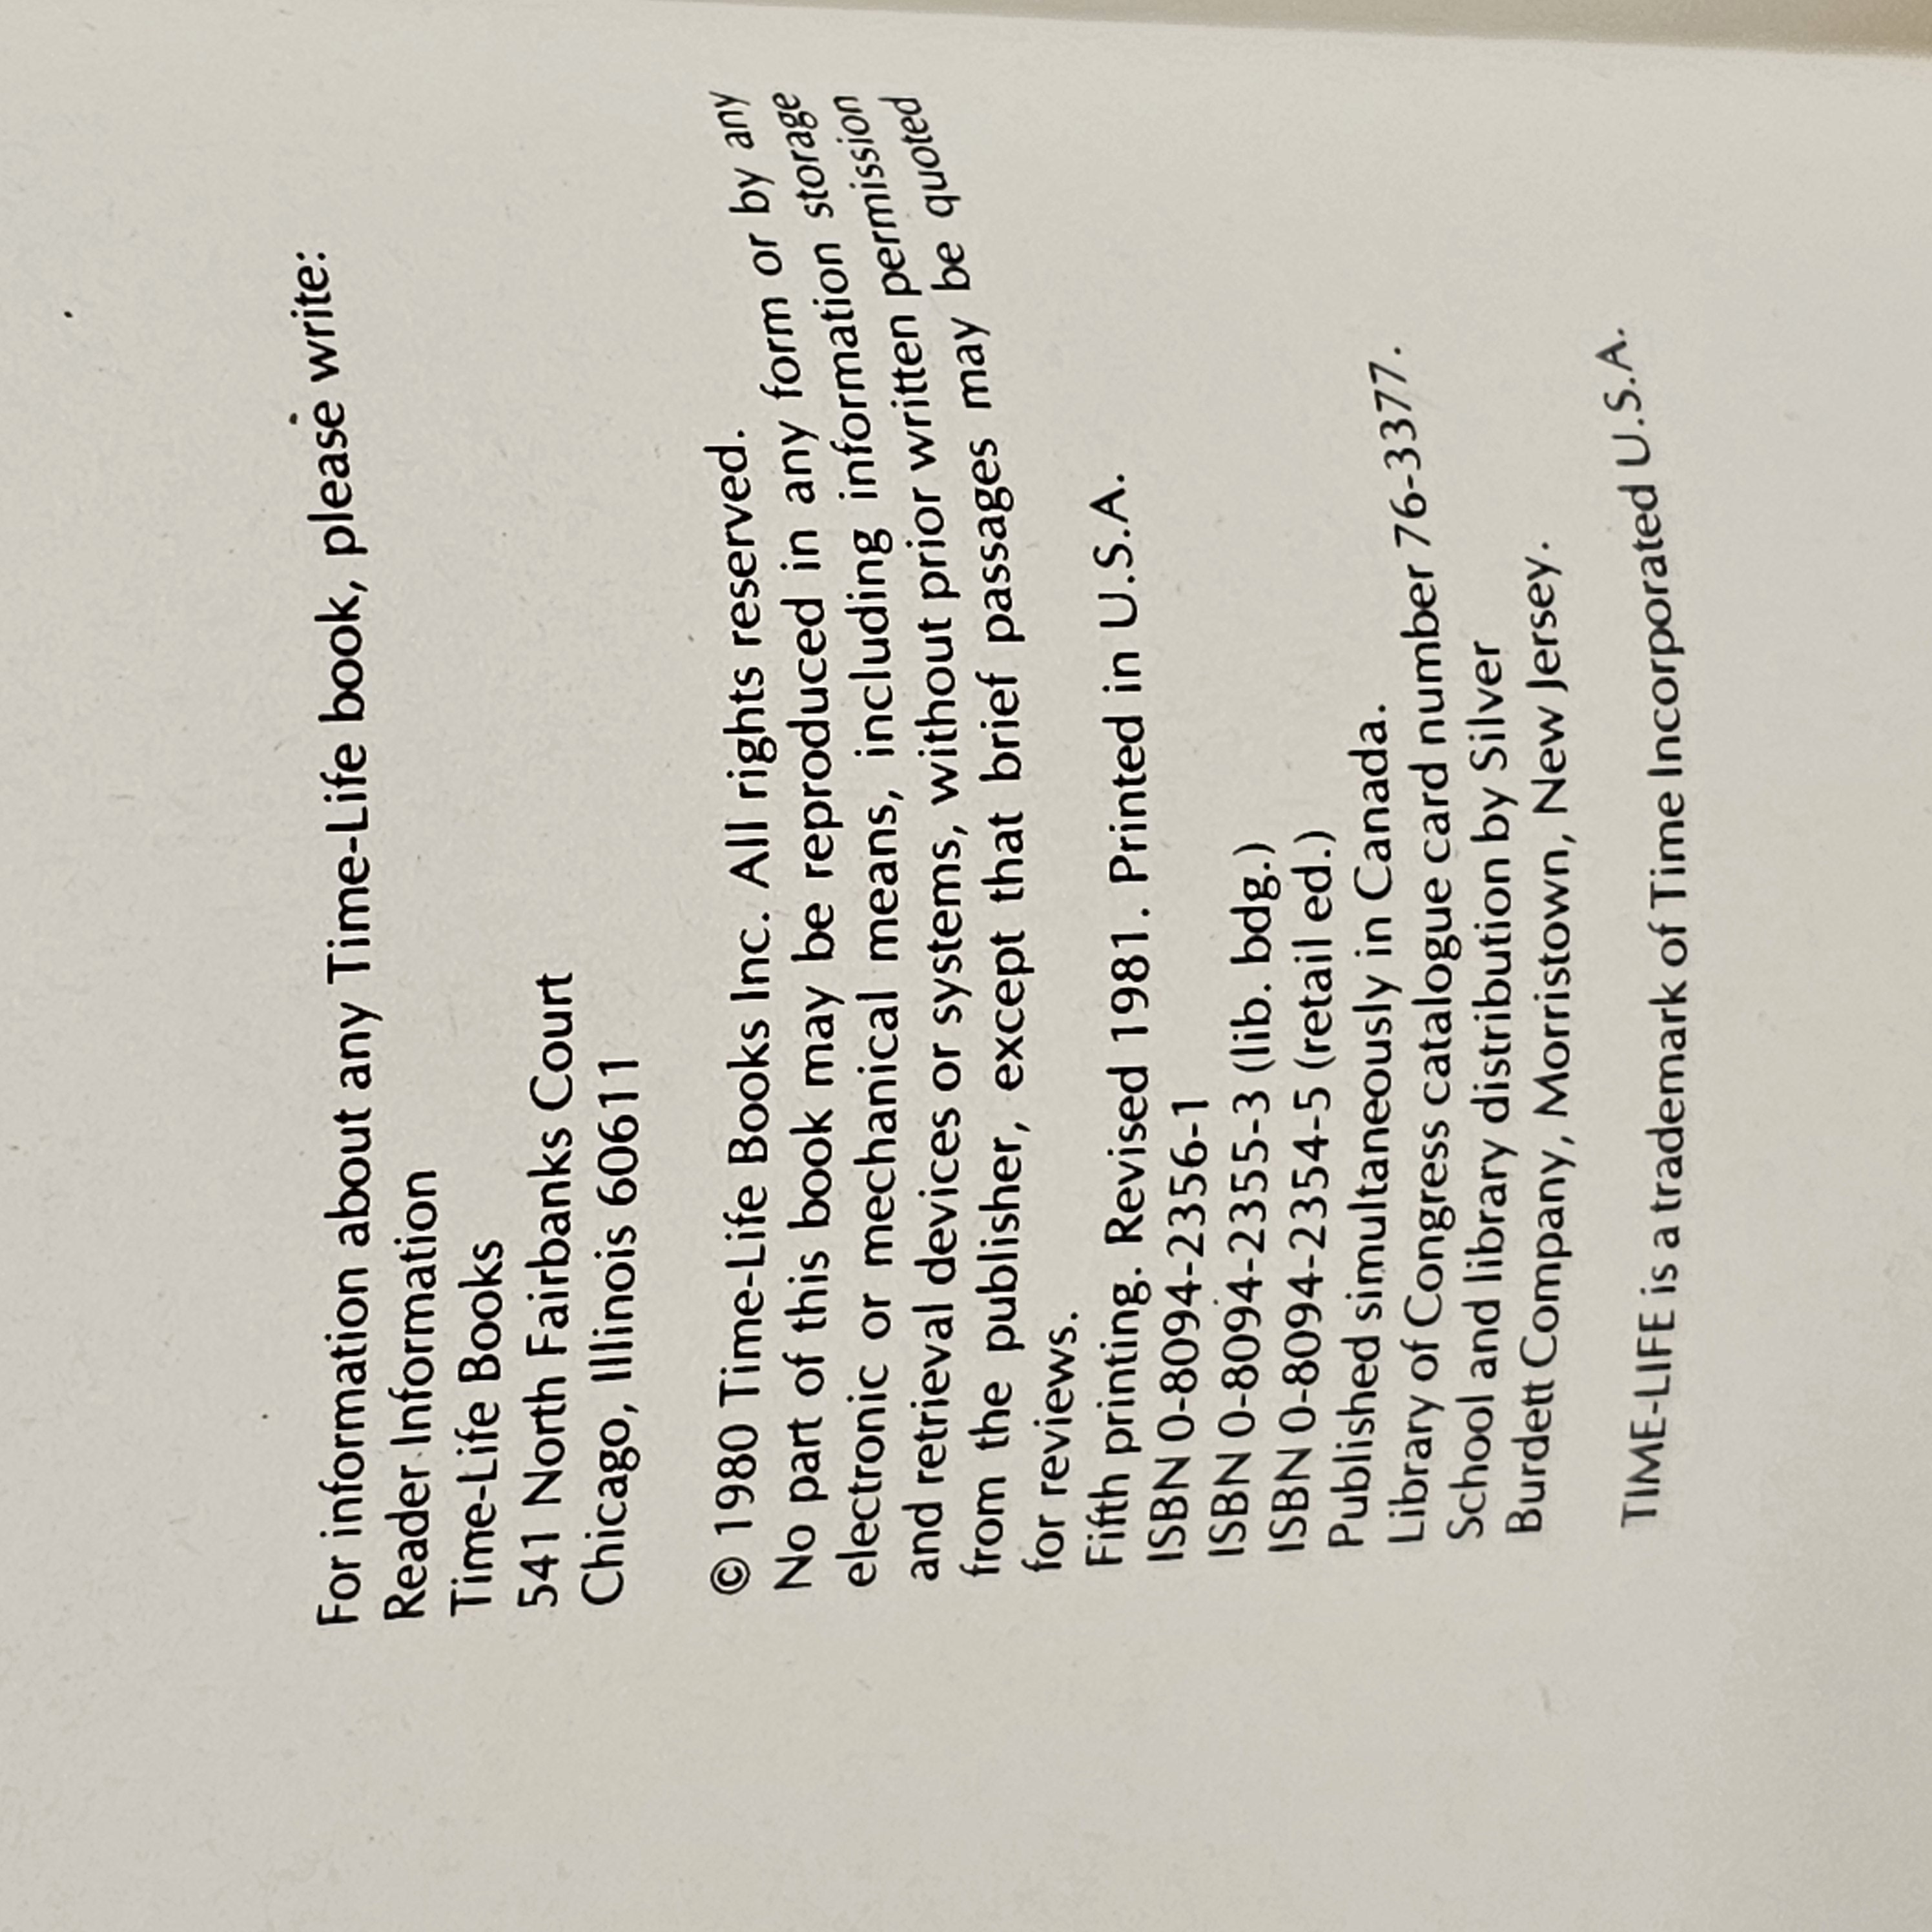 For information about any Time-Life book, please write:
Reader Information
Time-Life Books
541 North Fairbanks Court
Chicago, Illinois 60611
© 1980 Time-Life Books Inc. All rights reserved.
No part of this book may be reproduced in any form or by any
electronic or mechanical means, including information storage
and retrieval devices or systems, without prior written permission
from the publisher, except that brief passages may be quoted
for reviews.
Fifth printing. Revised 1981. Printed in U.S.A.
ISBN 0-8094-2356-1
ISBN 0-8094-2355-3 (lib. bdg.)
ISBN 0-8094-2354-5 (retail ed.)
Published simultaneously in Canada.
Library of Congress catalogue card number 76-3377.
School and library distribution by Silver
Burdett Company, Morristown, New Jersey.
TIME-LIFE is a trademark of Time Incorporated U.S.A.